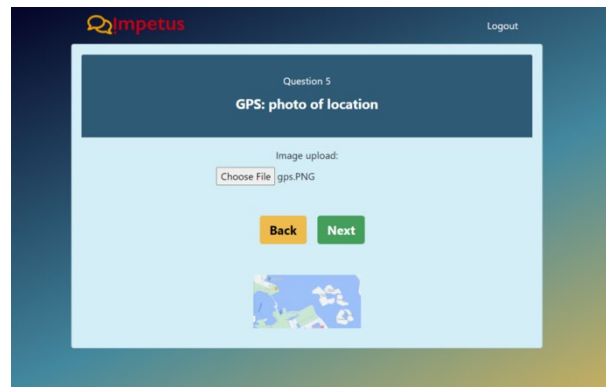 Impetus
Logout
Question 5
GPS: photo of location
Image upload:
Choose File gps.PNG
Back Next